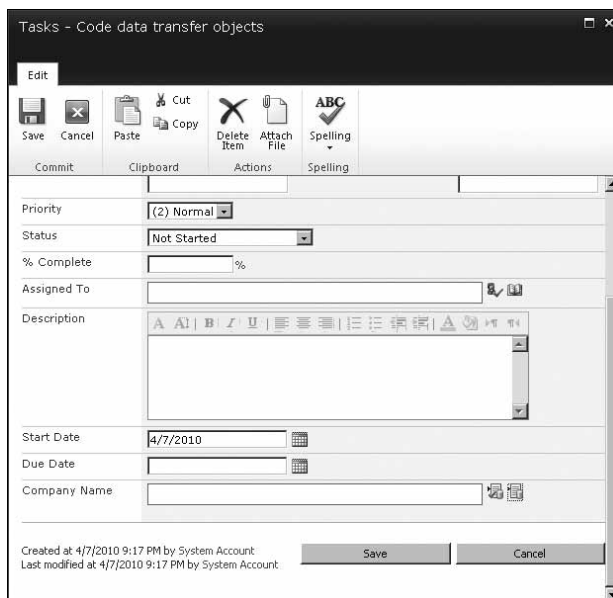 Tasks - Code data transfer objects
Edit
Save
Cancel
Paste
Cut
Copy
Delete Item
Attach File
ABC
Spelling
Commit
Clipboard
Actions
Spelling
Priority
(2) Normal
Status
Not Started
% Complete
%
Assigned To
Description
A A B I U A
Start Date
4/7/2010
Due Date
Company Name
Created at 4/7/2010 9:17 PM by System Account
Last modified at 4/7/2010 9:17 PM by System Account
Save
Cancel